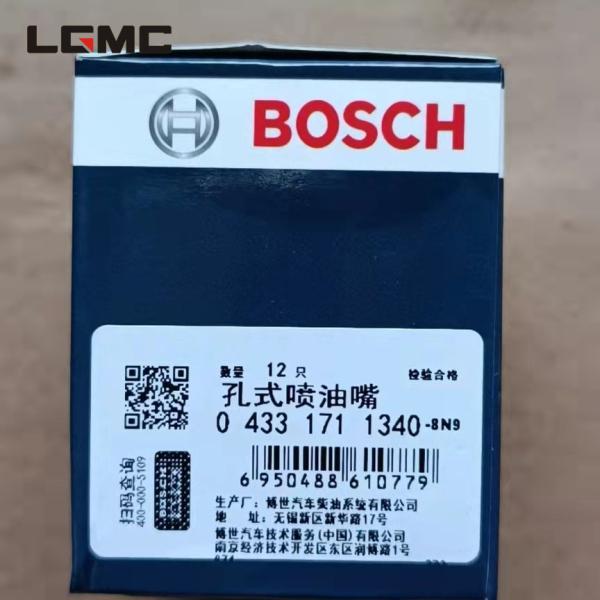 LGMC
BOSCH
数量 12 只 检验合格
孔式喷油嘴
0 433 171 1340-8N9
6 950488 610779
扫码查询
400-000-5109
BOSCH
生产厂: 博世汽车柴油系统有限公司
地 址: 无锡新区新华路17号
博世汽车技术服务(中国)有限公司
南京经济技术开发区东区润博路1号